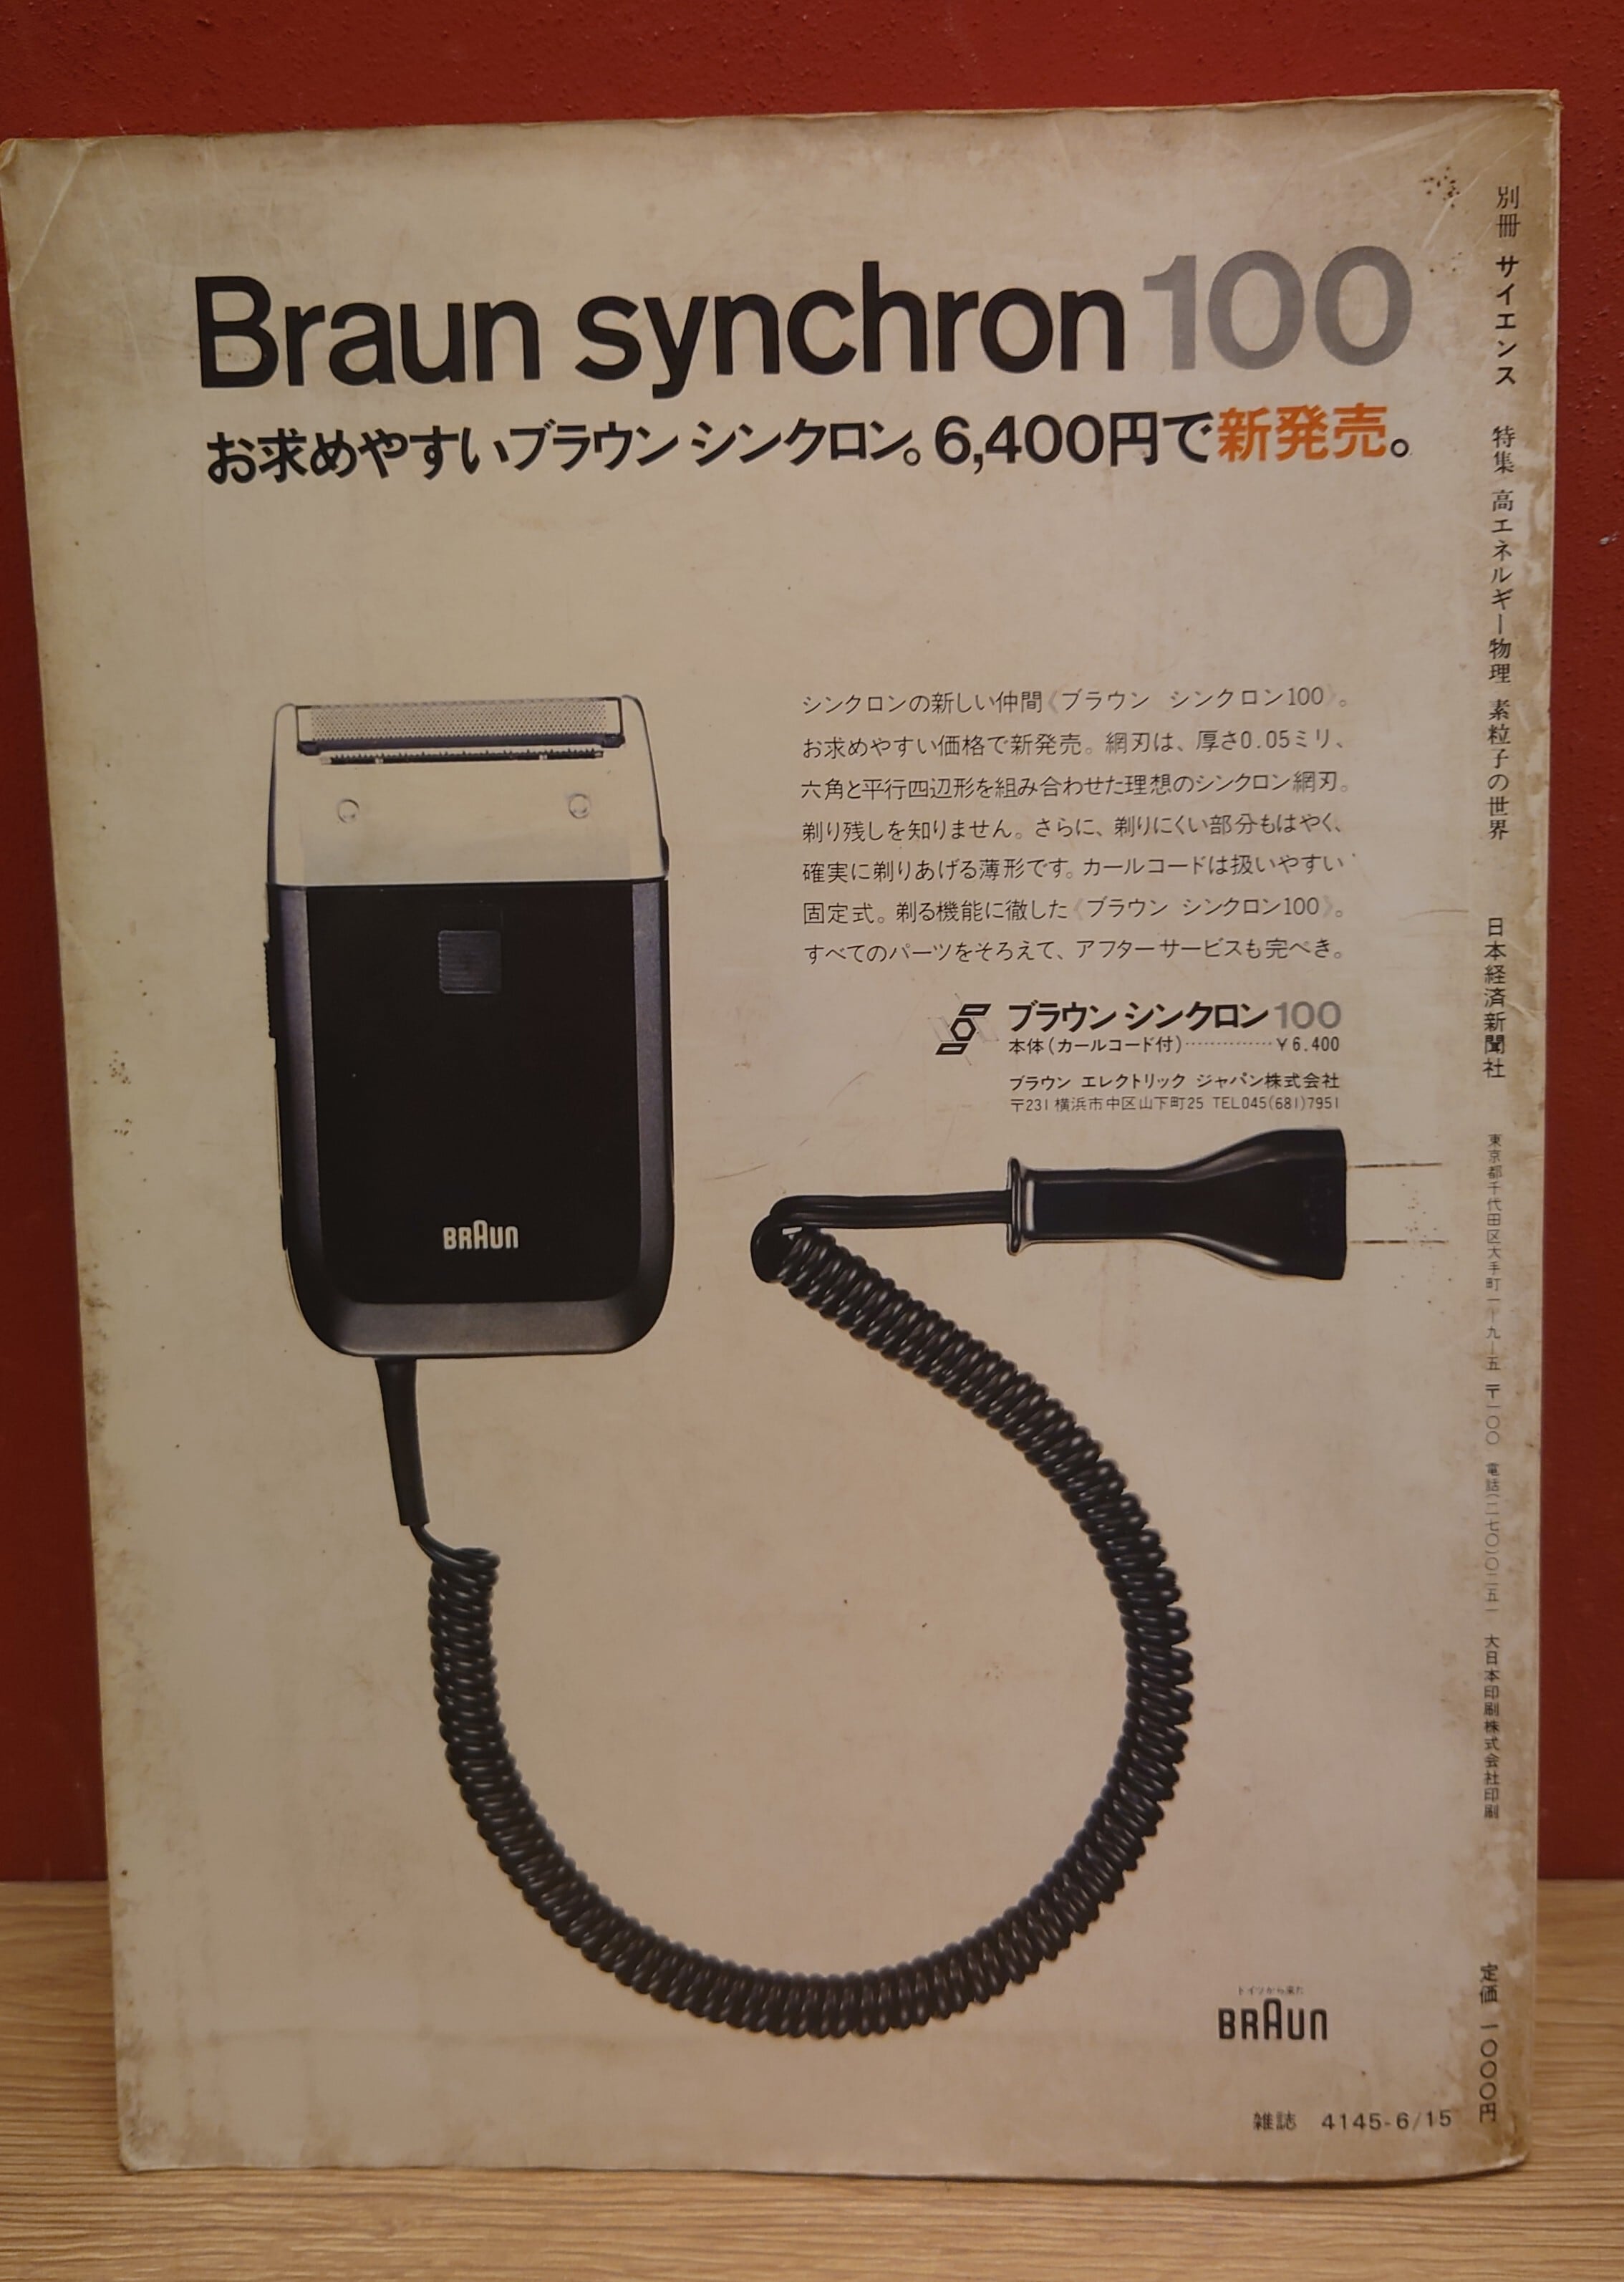 Braun synchron 100
お求めやすいブラウン シンクロン。6,400円で新発売。
シンクロンの新しい仲間《ブラウン シンクロン100》。
お求めやすい価格で新発売。網刃は、厚さ0.05ミリ、
六角と平行四辺形を組み合わせた理想のシンクロン網刃。
剃り残しを知りません。さらに、剃りにくい部分もはやく、
確実に剃りあげる薄形です。カールコードは扱いやすい
固定式。剃る機能に徹した《ブラウン シンクロン100》。
すべてのパーツをそろえて、アフターサービスも完ぺき。
ブラウン シンクロン100
本体(カールコード付)…………¥6.400
ブラウン エレクトリック ジャパン株式会社
〒231 横浜市中区山下町25 TEL045(681)7951
BRAUN
ドイツから来た
BRAUN
雑誌 4145-6/15
別冊 サイエンス 特集 高エネルギー物理 素粒子の世界 日本経済新聞社 東京都千代田区大手町一―九―五 〒一〇〇 電話(二七〇)〇二五一 大日本印刷株式会社印刷 定価 一〇〇〇円